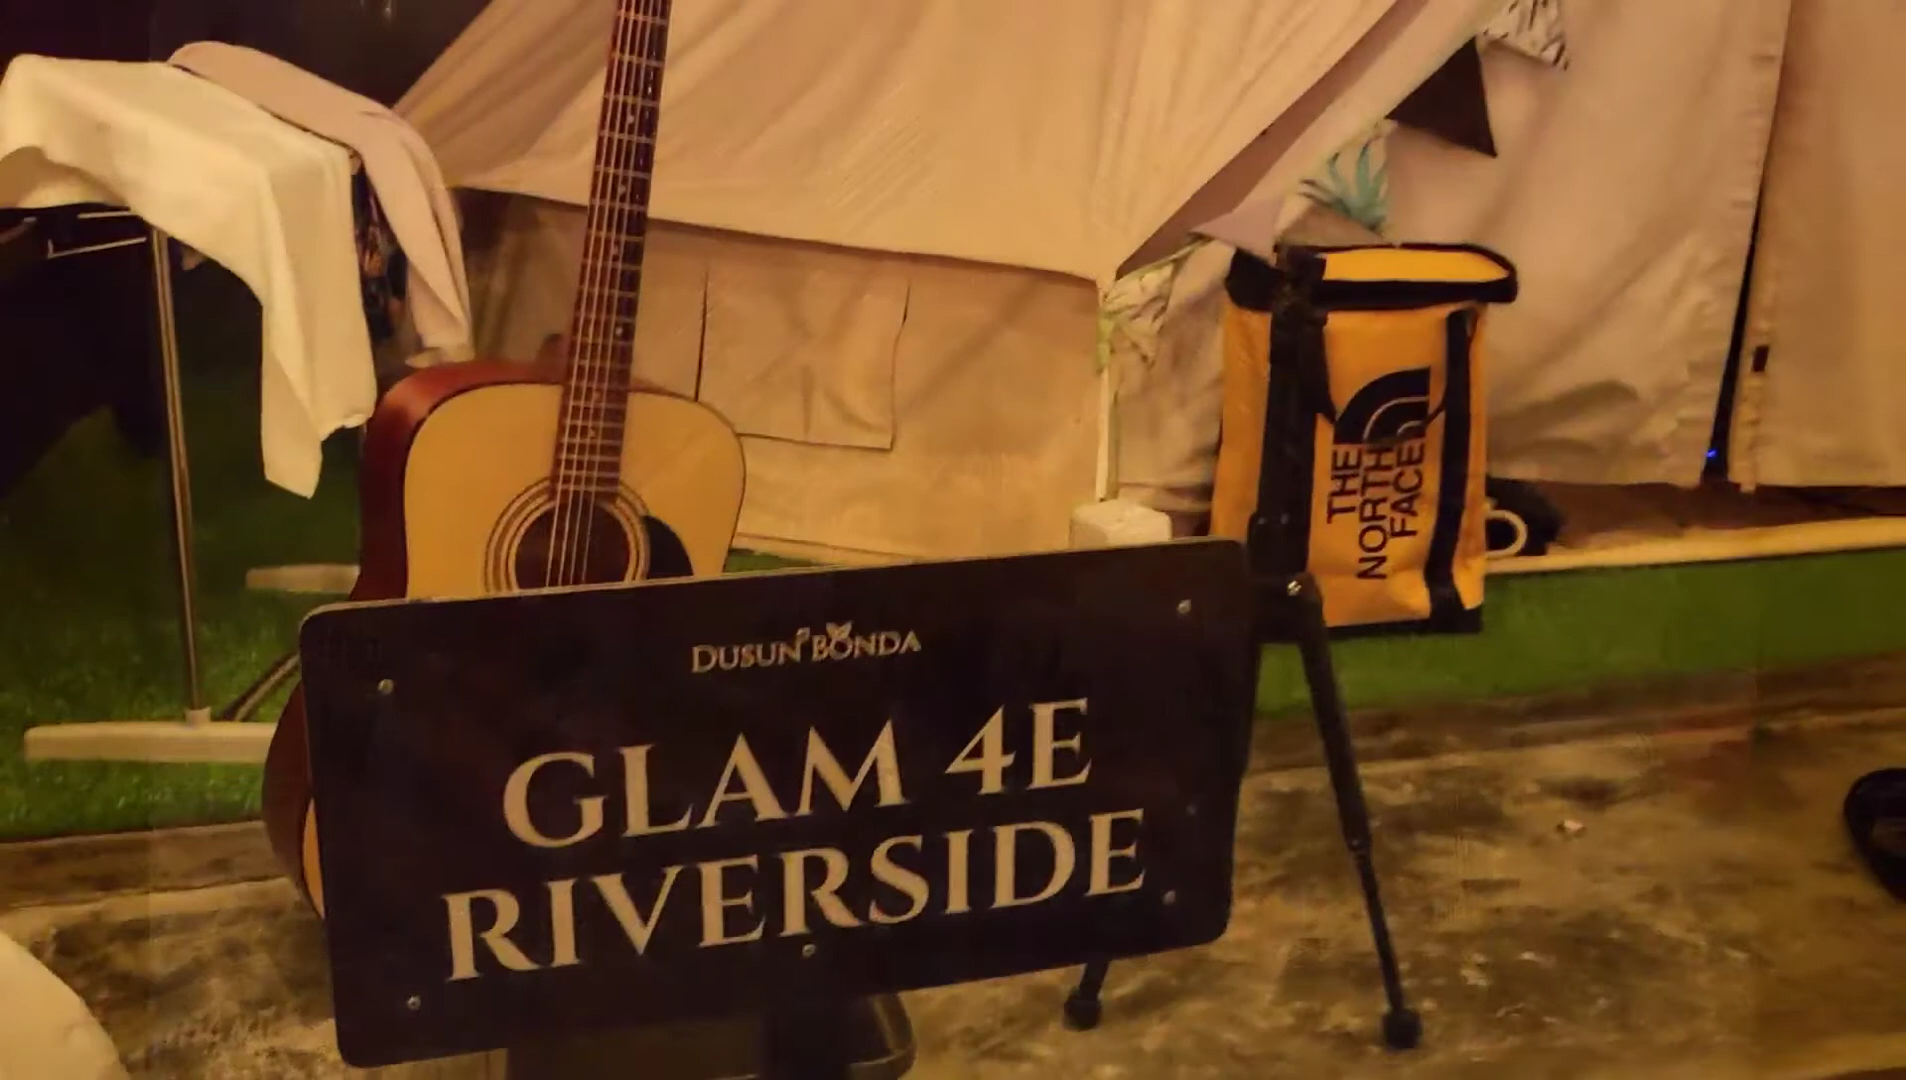 THE
NORTH
FACE
DUSUN BONDA
GLAM 4E
RIVERSIDE